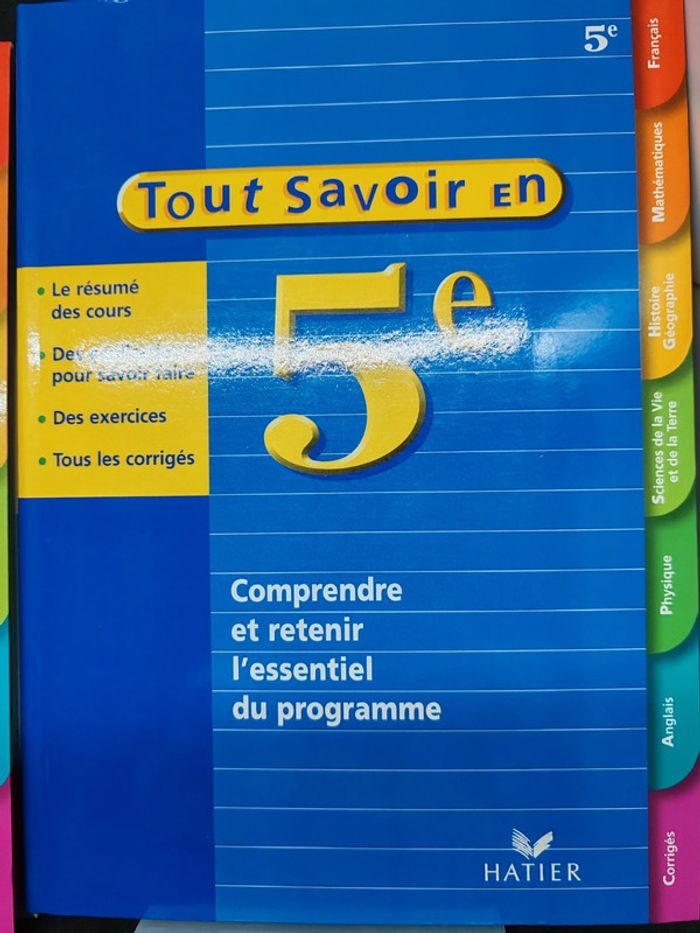 5e
Tout Savoir En
5e
Le résumé
des cours
Des
pour savoir faire
Des exercices
Tous les corrigés
Comprendre
et retenir
l'essentiel
du programme
HATIER
Français
Mathématiques
Histoire
Géographie
Sciences de la Vie
et de la Terre
Physique
Anglais
Corrigés